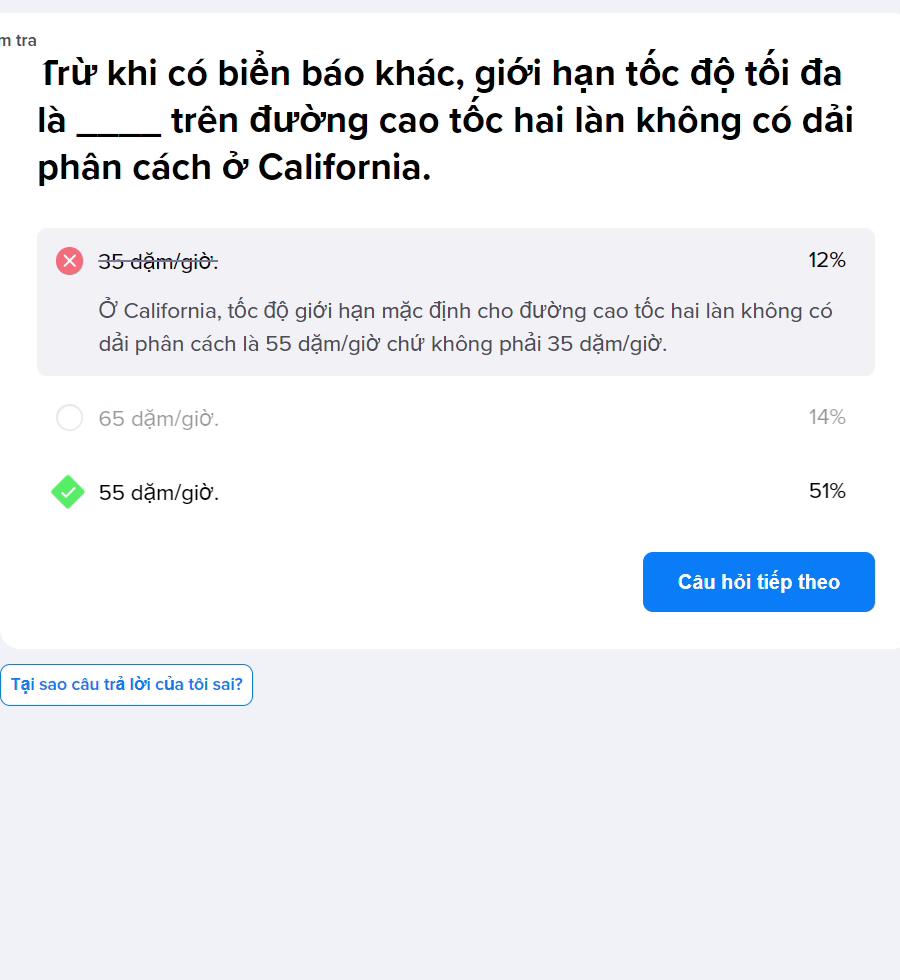 m tra
Trừ khi có biển báo khác, giới hạn tốc độ tối đa
là ____ trên đường cao tốc hai làn không có dải
phân cách ở California.
35 dặm/giờ.
12%
Ở California, tốc độ giới hạn mặc định cho đường cao tốc hai làn không có
dải phân cách là 55 dặm/giờ chứ không phải 35 dặm/giờ.
65 dặm/giờ.
14%
55 dặm/giờ.
51%
Câu hỏi tiếp theo
Tại sao câu trả lời của tôi sai?